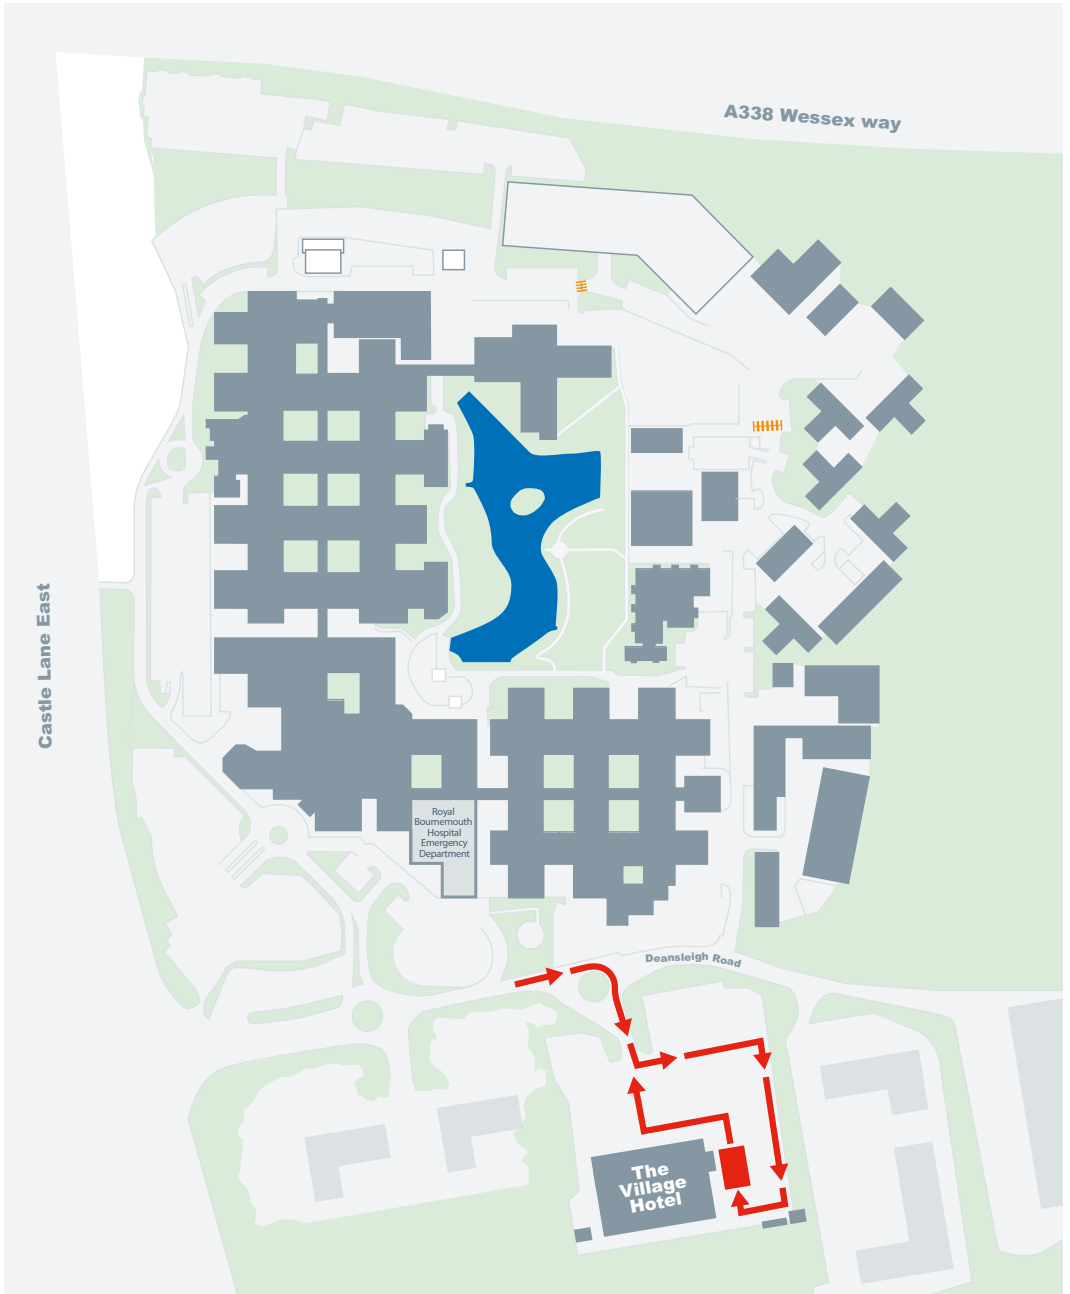 A338 Wessex way
Castle Lane East
Royal
Bournemouth
Hospital
Emergency
Department
Deansleigh Road
The
Village
Hotel